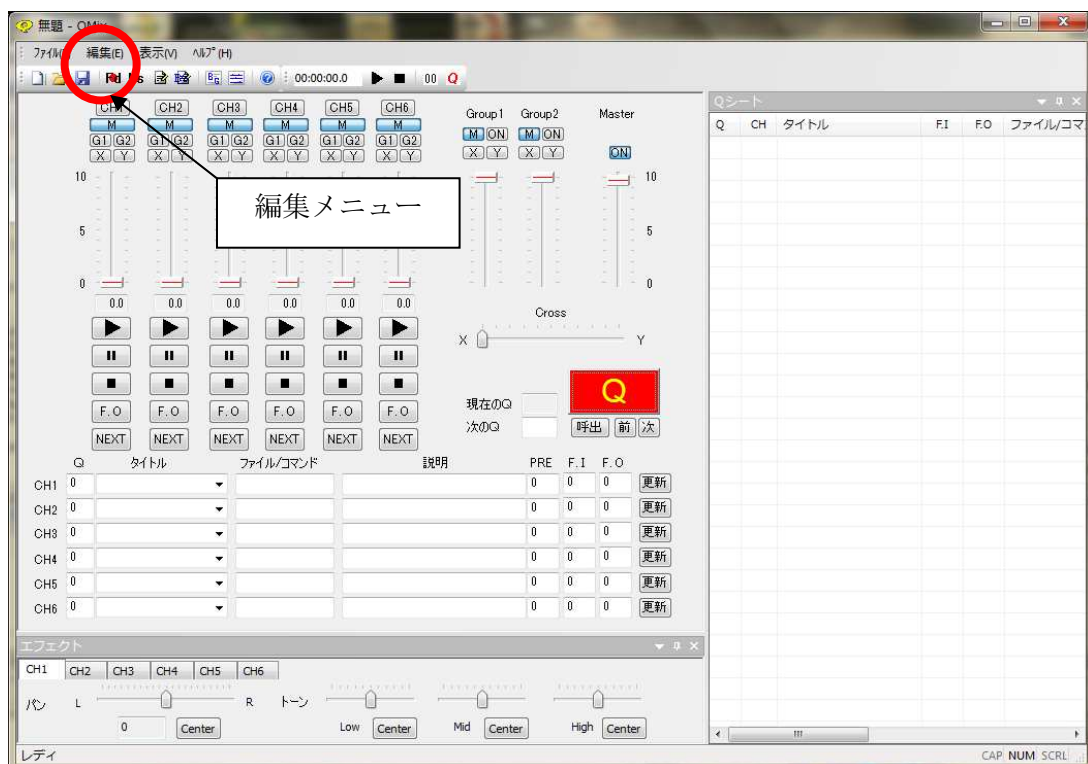 無題 - QMix
編集(E) 表示(V) ﾍﾙﾌﾟ(H)
00:00:00.0 00 Q
CH2 CH3 CH4 CH5 CH6 Group1 Group2 Master
M M M M M M M ON M ON
G1 G2 G1 G2 G1 G2 G1 G2 G1 G2 G1 G2
X Y X Y X Y X Y X Y X Y X Y X Y ON
10 10
編集メニュー
5 5
0 0
0.0 0.0 0.0 0.0 0.0 0.0
Cross
X Y
F.O F.O F.O F.O F.O F.O
NEXT NEXT NEXT NEXT NEXT NEXT
Q
現在のQ
次のQ 呼出 前 次
Q タイトル ファイル/コマンド 説明 PRE F.I F.O
CH1 0 0 0 0 更新
CH2 0 0 0 0 更新
CH3 0 0 0 0 更新
CH4 0 0 0 0 更新
CH5 0 0 0 0 更新
CH6 0 0 0 0 更新
Qシート
Q CH タイトル F.I F.O ファイル/コマ
エフェクト
CH1 CH2 CH3 CH4 CH5 CH6
パン L R トーン
0 Center Low Center Mid Center High Center
レディ CAP NUM SCRL